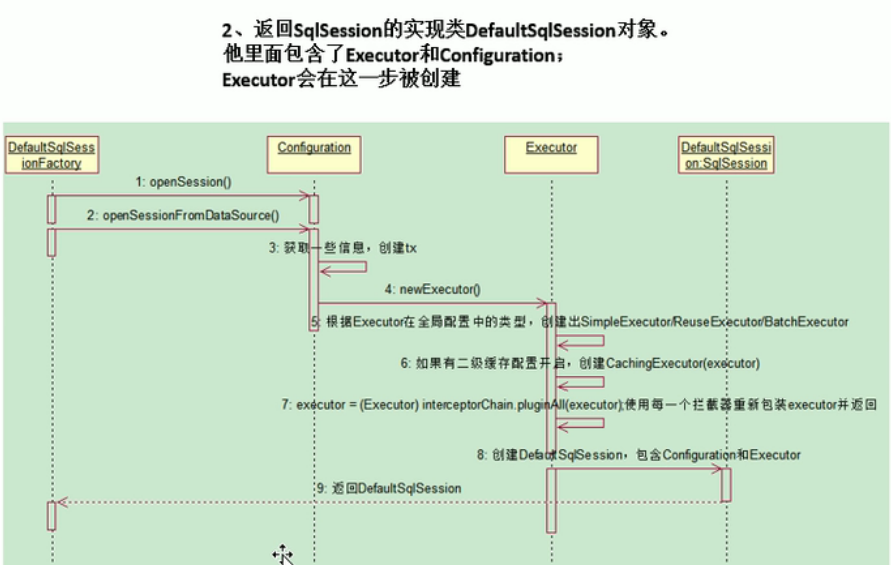 2、返回SqlSession的实现类DefaultSqlSession对象。
他里面包含了Executor和Configuration；
Executor会在这一步被创建
DefaultSqlSess
ionFactory
Configuration
Executor
DefaultSqlSessi
on:SqlSession
1: openSession()
2: openSessionFromDataSource()
3: 获取一些信息，创建tx
4: newExecutor()
5: 根据Executor在全局配置中的类型，创建出SimpleExecutor/ReuseExecutor/BatchExecutor
6: 如果有二级缓存配置开启，创建CachingExecutor(executor)
7: executor = (Executor) interceptorChain.pluginAll(executor);使用每一个拦截器重新包装executor并返回
8: 创建DefaultSqlSession，包含Configuration和Executor
9: 返回DefaultSqlSession